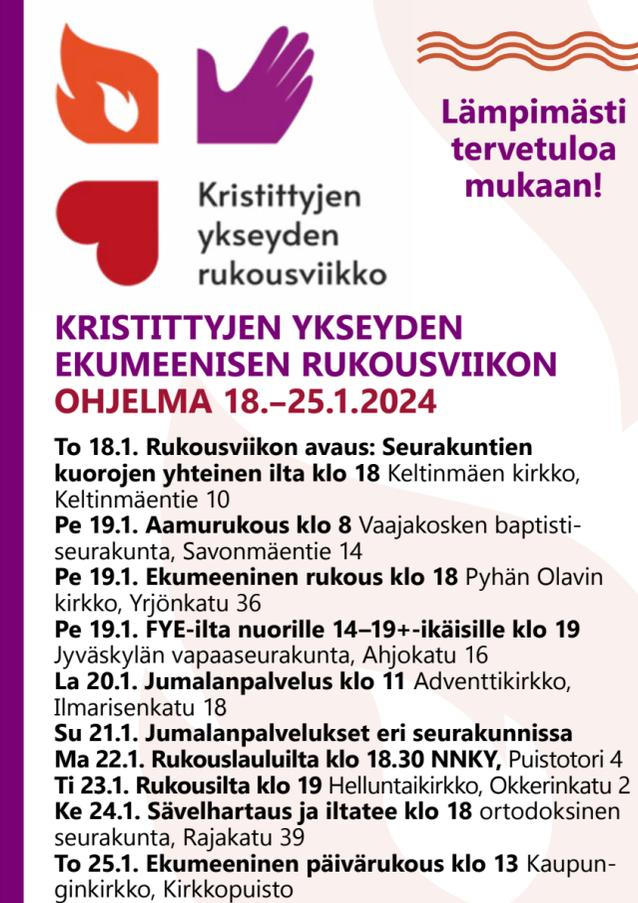 Lämpimästi
tervetuloa
mukaan!
Kristittyjen
ykseyden
rukousviikko
KRISTITTYJEN YKSEYDEN
EKUMEENISEN RUKOUSVIIKON
OHJELMA 18.–25.1.2024
To 18.1. Rukousviikon avaus: Seurakuntien
kuorojen yhteinen ilta klo 18 Keltinmäen kirkko,
Keltinmäentie 10
Pe 19.1. Aamurukous klo 8 Vaajakosken baptisti-
seurakunta, Savonmäentie 14
Pe 19.1. Ekumeeninen rukous klo 18 Pyhän Olavin
kirkko, Yrjönkatu 36
Pe 19.1. FYE-ilta nuorille 14–19+-ikäisille klo 19
Jyväskylän vapaaseurakunta, Ahjokatu 16
La 20.1. Jumalanpalvelus klo 11 Adventtikirkko,
Ilmarisenkatu 18
Su 21.1. Jumalanpalvelukset eri seurakunnissa
Ma 22.1. Rukouslauluilta klo 18.30 NNKY, Puistotori 4
Ti 23.1. Rukousilta klo 19 Helluntaikirkko, Okkerinkatu 2
Ke 24.1. Sävelhartaus ja iltatee klo 18 ortodoksinen
seurakunta, Rajakatu 39
To 25.1. Ekumeeninen päivärukous klo 13 Kaupun-
ginkirkko, Kirkkopuisto